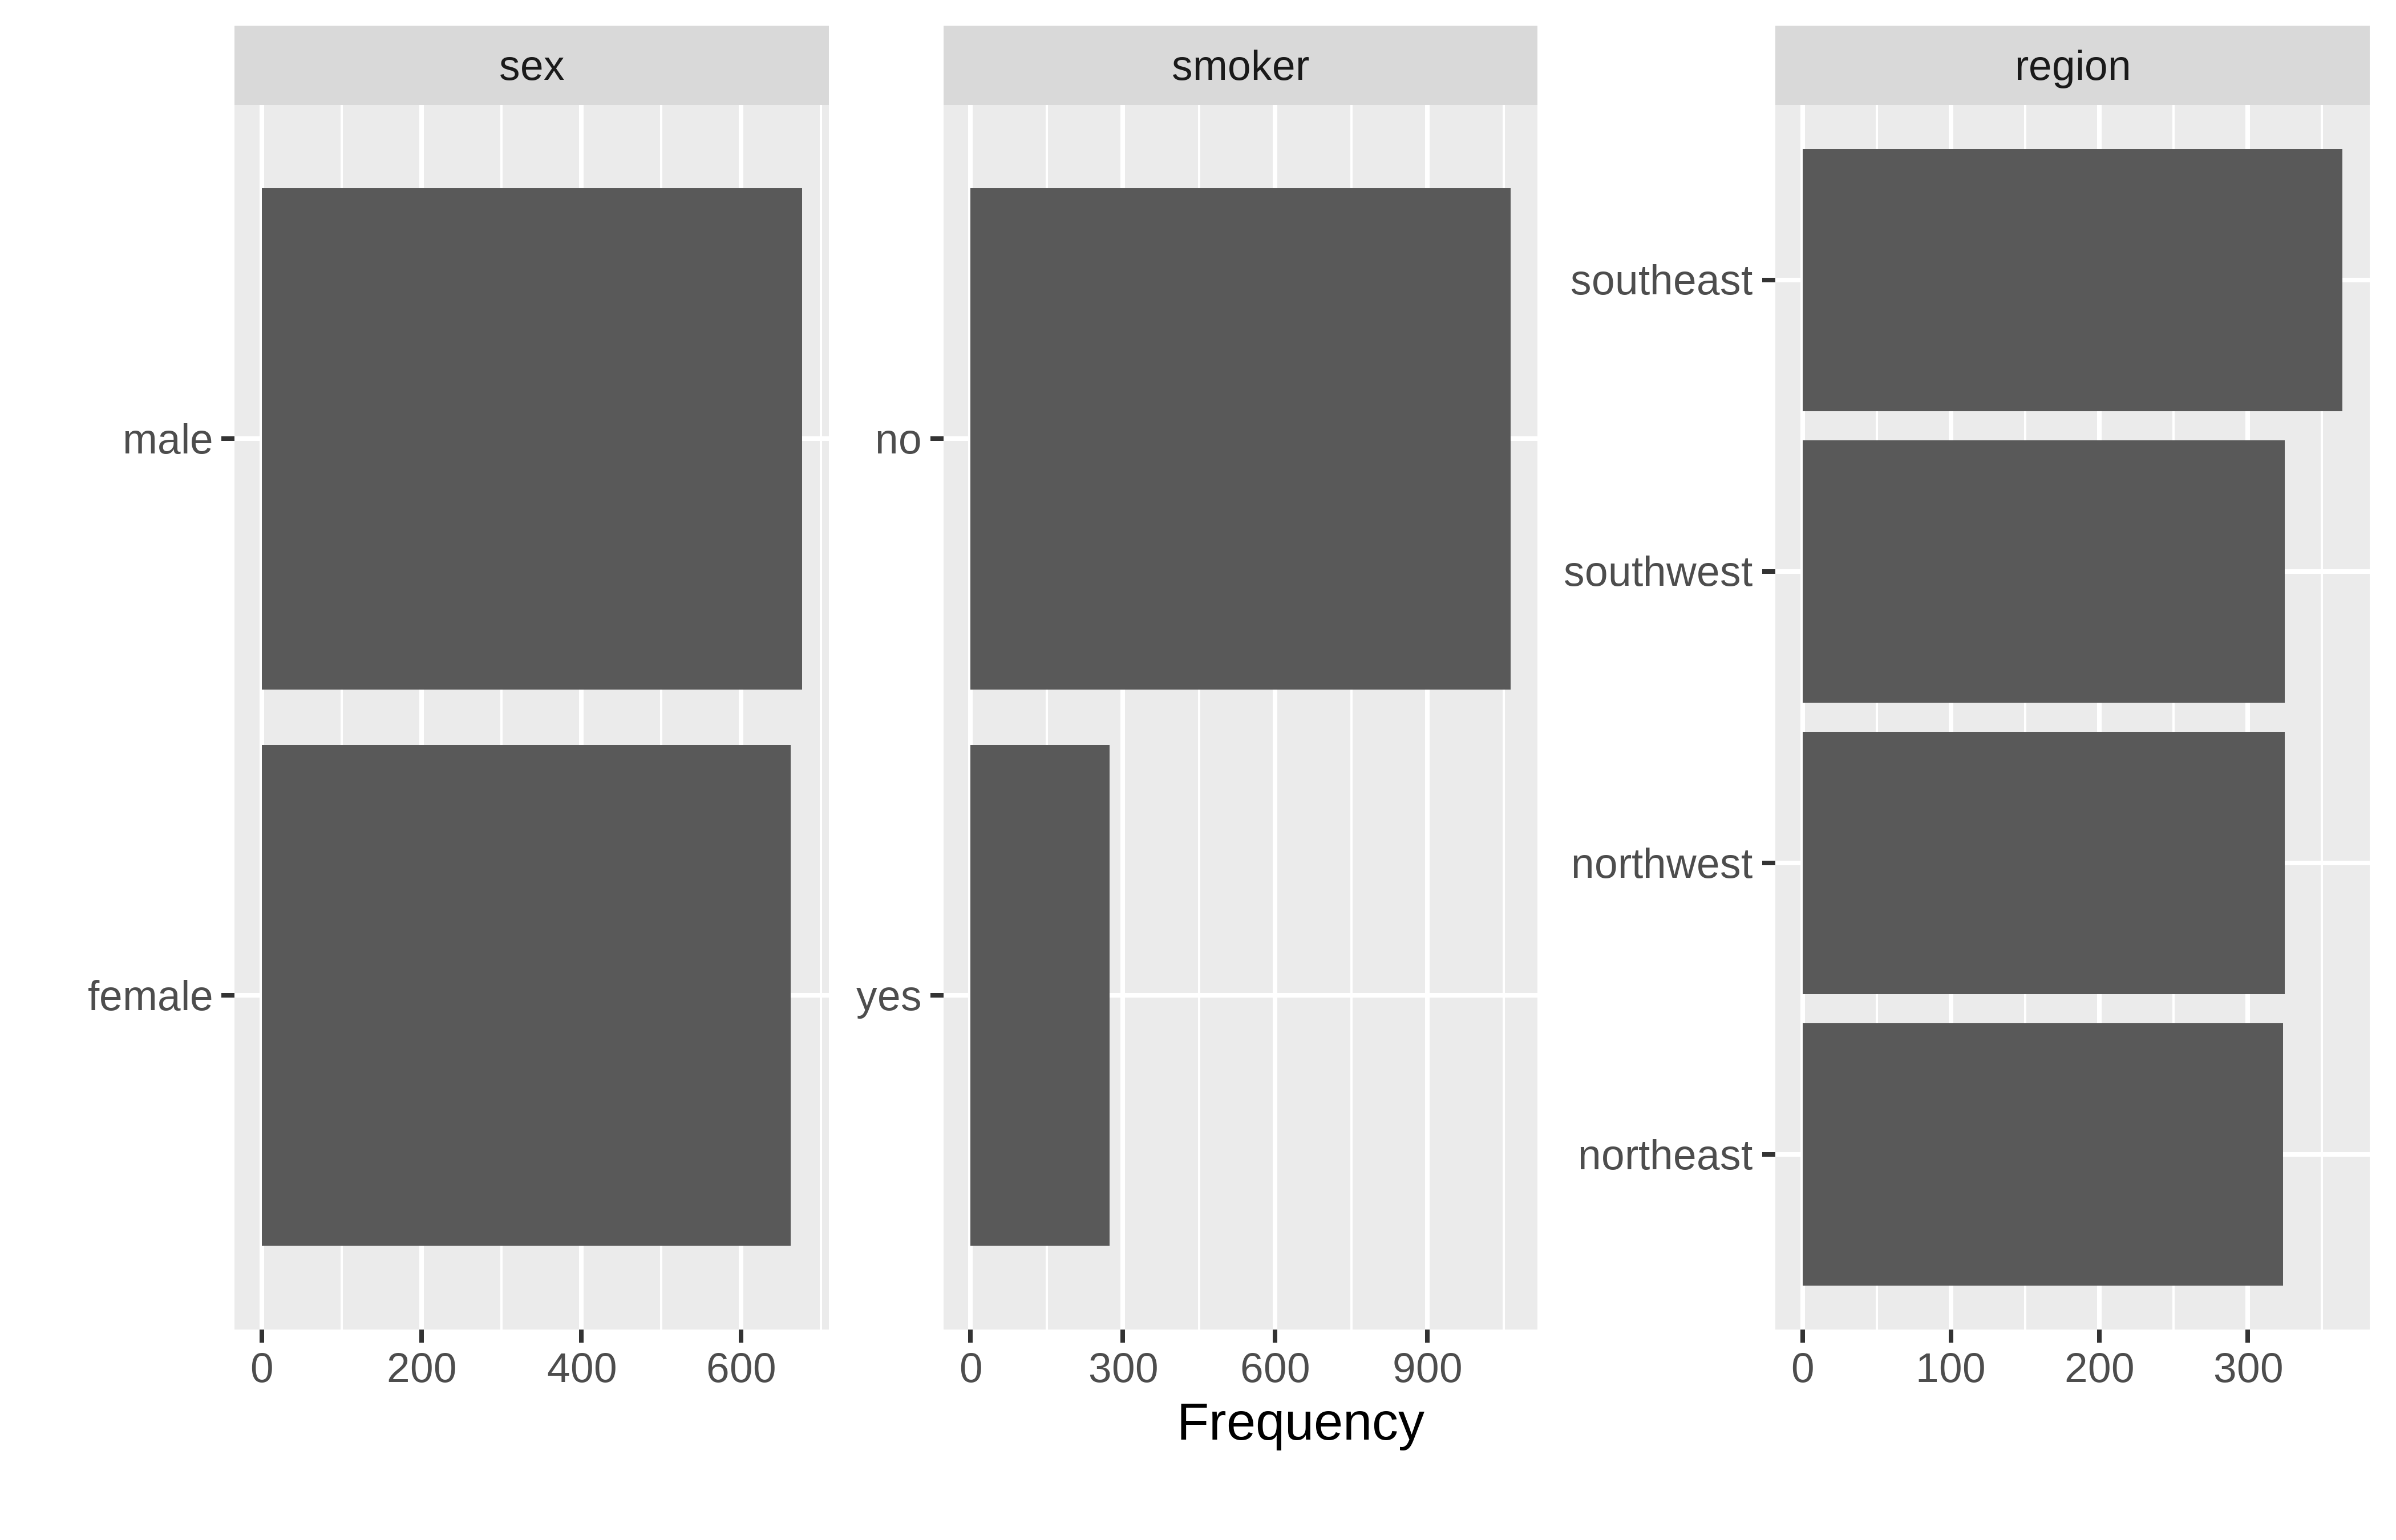 sex
smoker
region
male
female
no
yes
southeast
southwest
northwest
northeast
0 200 400 600
0 300 600 900
0 100 200 300
Frequency